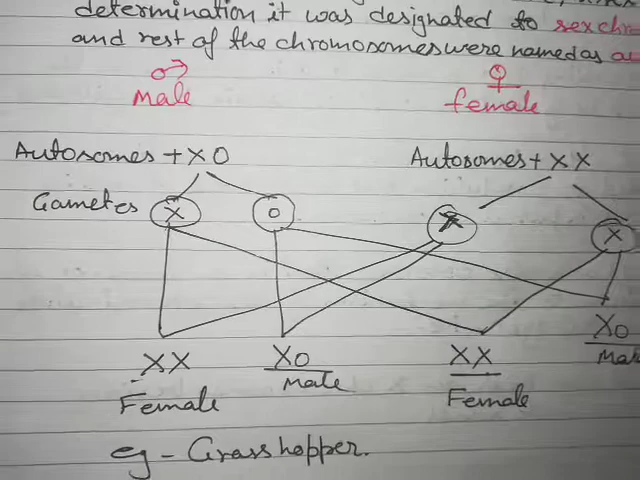 determination it was designated to sex chr
and rest of the chromosomes were named as a
♂ ♀
Male female
Autosomes + XO Autosomes + XX
Gametes X O X X
XX XO XX XO
Female Male Female Mal
eg - Grasshopper.